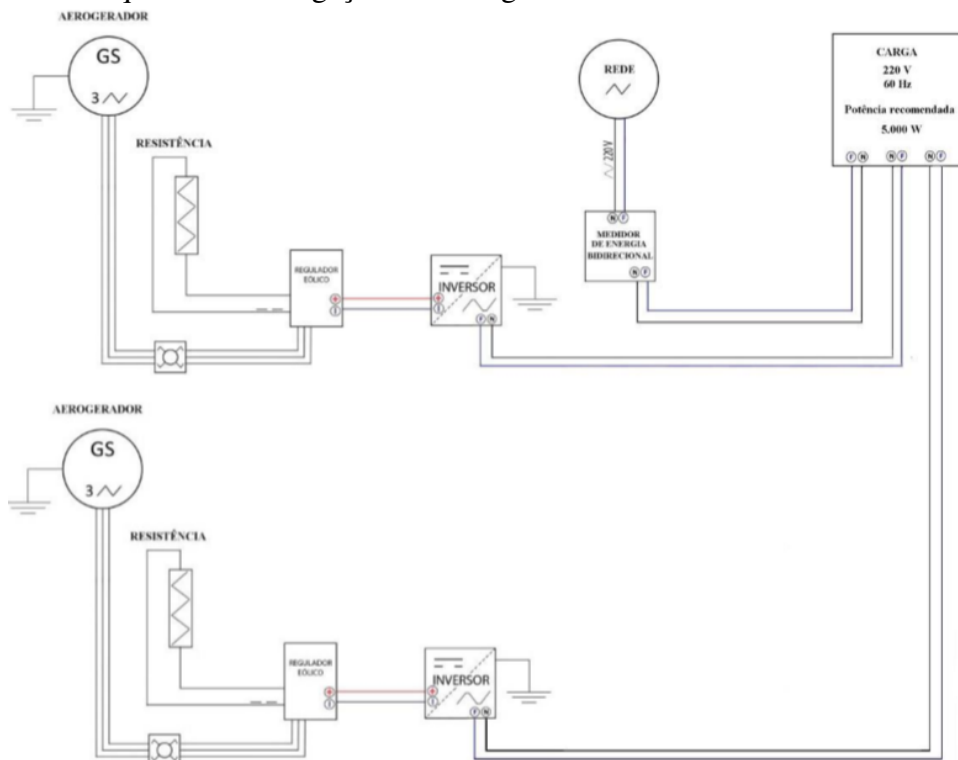 AEROGERADOR
GS
3
RESISTÊNCIA
REGULADOR
EÓLICO
+
INVERSOR
F N
REDE
220 V
N F
MEDIDOR
DE ENERGIA
BIDIRECIONAL
N F
CARGA
220 V
60 Hz
Potência recomendada
5.000 W
F N N F N F
AEROGERADOR
GS
3
RESISTÊNCIA
REGULADOR
EÓLICO
+
INVERSOR
F N